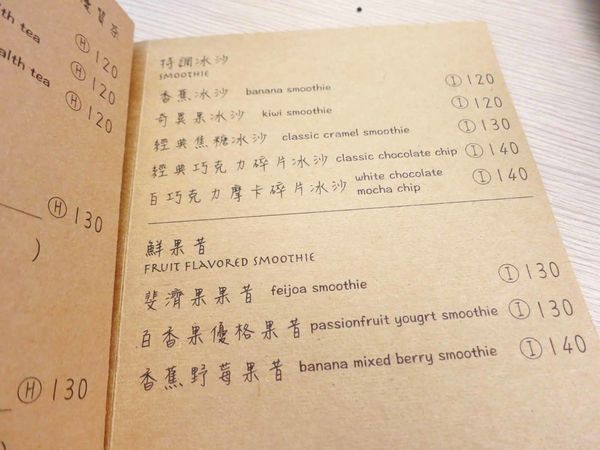 lth tea
Ⓗ 120
alth tea
Ⓗ 120
Ⓗ 120
Ⓗ 130
)
Ⓗ 130
)
特調冰沙
SMOOTHIE
香蕉冰沙 banana smoothie Ⓘ 120
奇異果冰沙 kiwi smoothie Ⓘ 120
經典焦糖冰沙 classic cramel smoothie Ⓘ 130
經典巧克力碎片冰沙 classic chocolate chip Ⓘ 140
百巧克力摩卡碎片冰沙 white chocolate mocha chip Ⓘ 140
鮮果昔
FRUIT FLAVORED SMOOTHIE
斐濟果果昔 feijoa smoothie Ⓘ 130
百香果優格果昔 passionfruit yougrt smoothie Ⓘ 130
香蕉野莓果昔 banana mixed berry smoothie Ⓘ 140